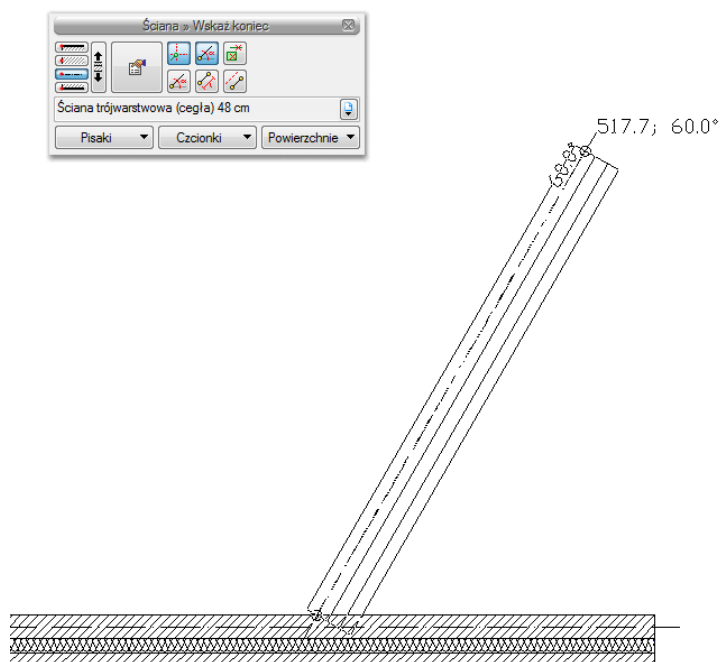 Ściana » Wskaż koniec
Ściana trójwarstwowa (cegła) 48 cm
Pisaki
Czcionki
Powierzchnie
517.7; 60.0°